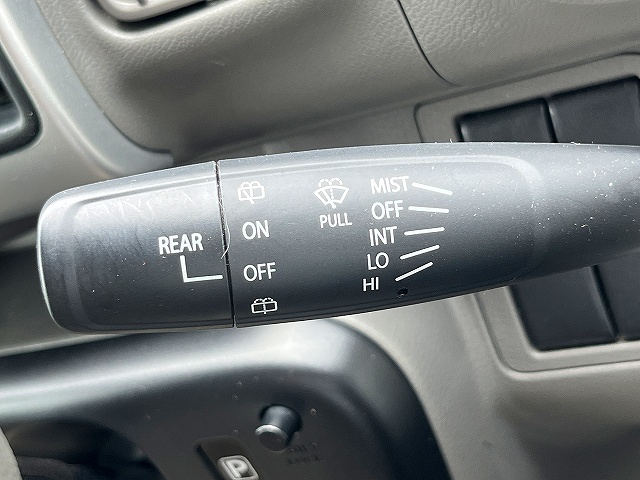 REAR
ON
OFF
PULL
MIST
OFF
INT
LO
HI
P